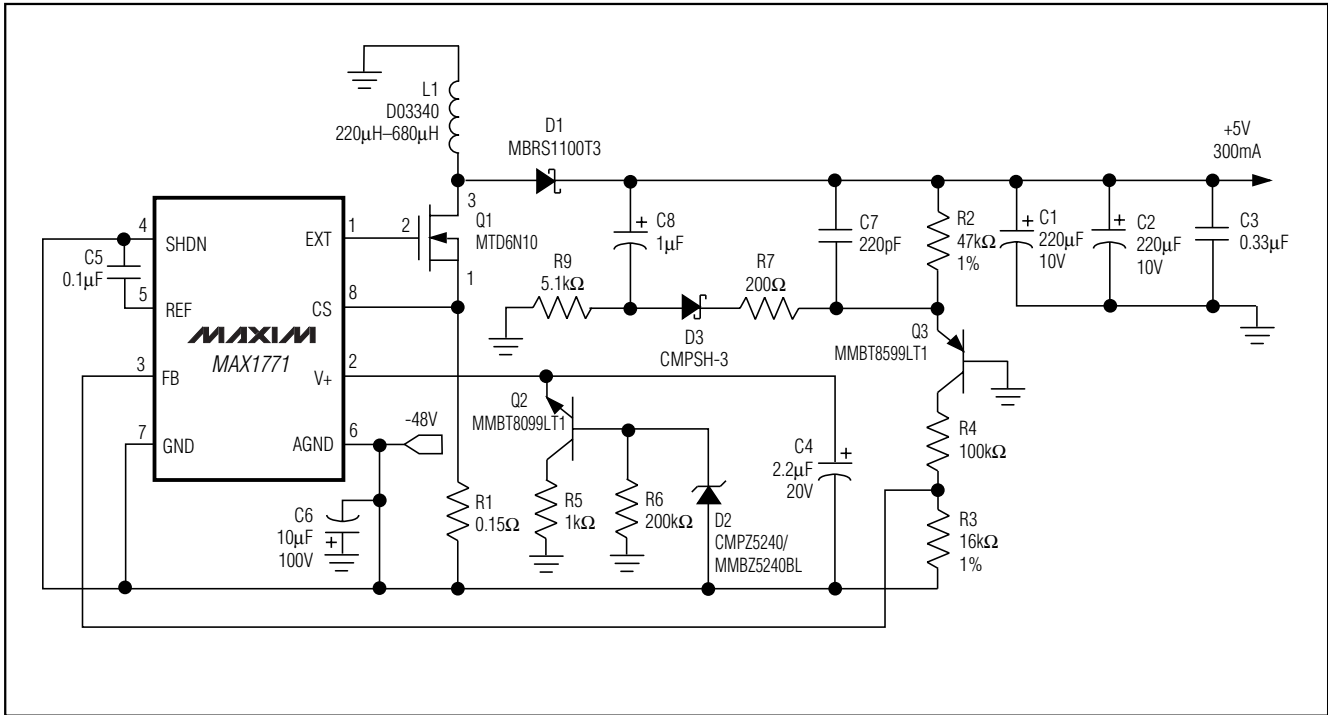 L1
D03340
220µH–680µH
D1
MBRS1100T3
+5V
300mA
3
2
Q1
MTD6N10
1
4
SHDN
EXT
1
C5
0.1µF
5
REF
CS
8
MAXIM
MAX1771
3
FB
V+
2
7
GND
AGND
6
-48V
C6
10µF
100V
+
R1
0.15Ω
+
C8
1µF
R9
5.1kΩ
D3
CMPSH-3
R7
200Ω
C7
220pF
R2
47kΩ
1%
+
C1
220µF
10V
+
C2
220µF
10V
C3
0.33µF
Q3
MMBT8599LT1
Q2
MMBT8099LT1
R5
1kΩ
R6
200kΩ
D2
CMPZ5240/
MMBZ5240BL
C4
2.2µF
20V
+
R4
100kΩ
R3
16kΩ
1%